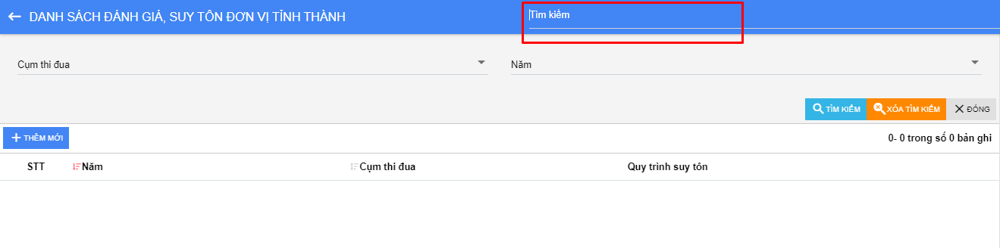 DANH SÁCH ĐÁNH GIÁ, SUY TÔN ĐƠN VỊ TỈNH THÀNH
Tìm kiếm
Cụm thi đua
Năm
TÌM KIẾM
XÓA TÌM KIẾM
ĐÓNG
THÊM MỚI
0- 0 trong số 0 bản ghi
STT Năm Cụm thi đua Quy trình suy tôn